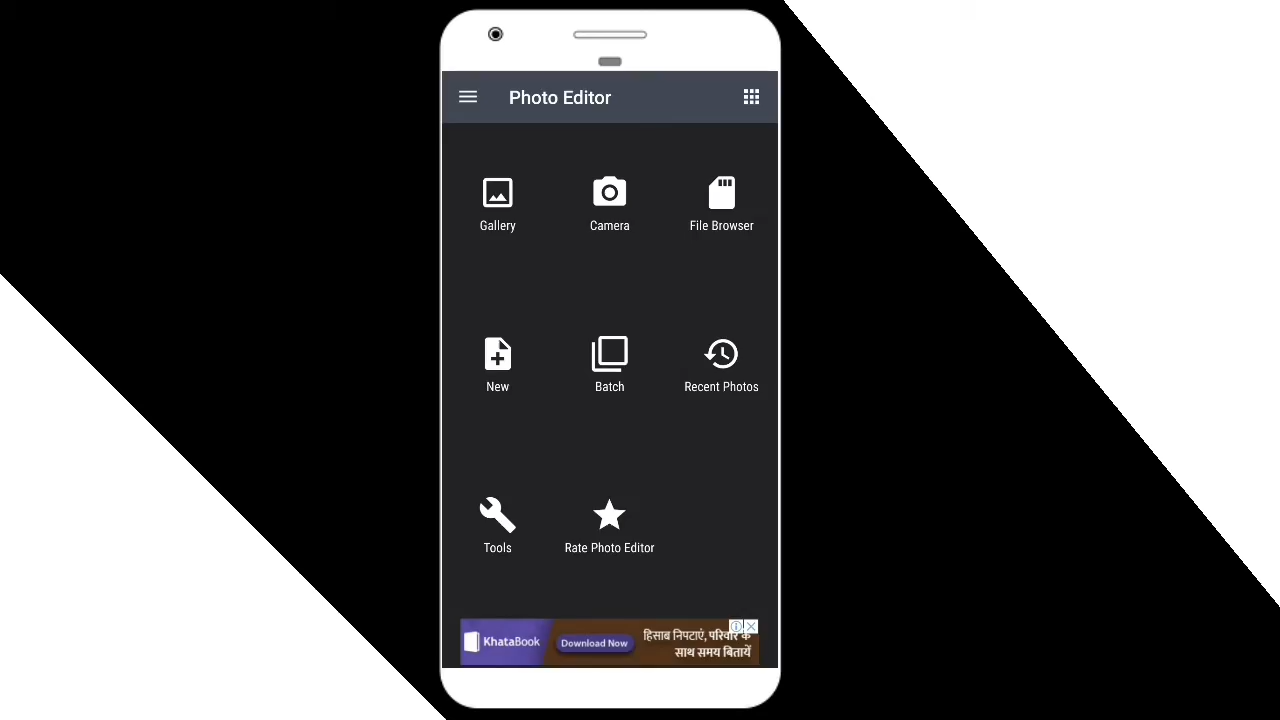 Photo Editor
Gallery
Camera
File Browser
New
Batch
Recent Photos
Tools
Rate Photo Editor
KhataBook
Download Now
हिसाब निपटाएं, परिवार के
साथ समय बितायें